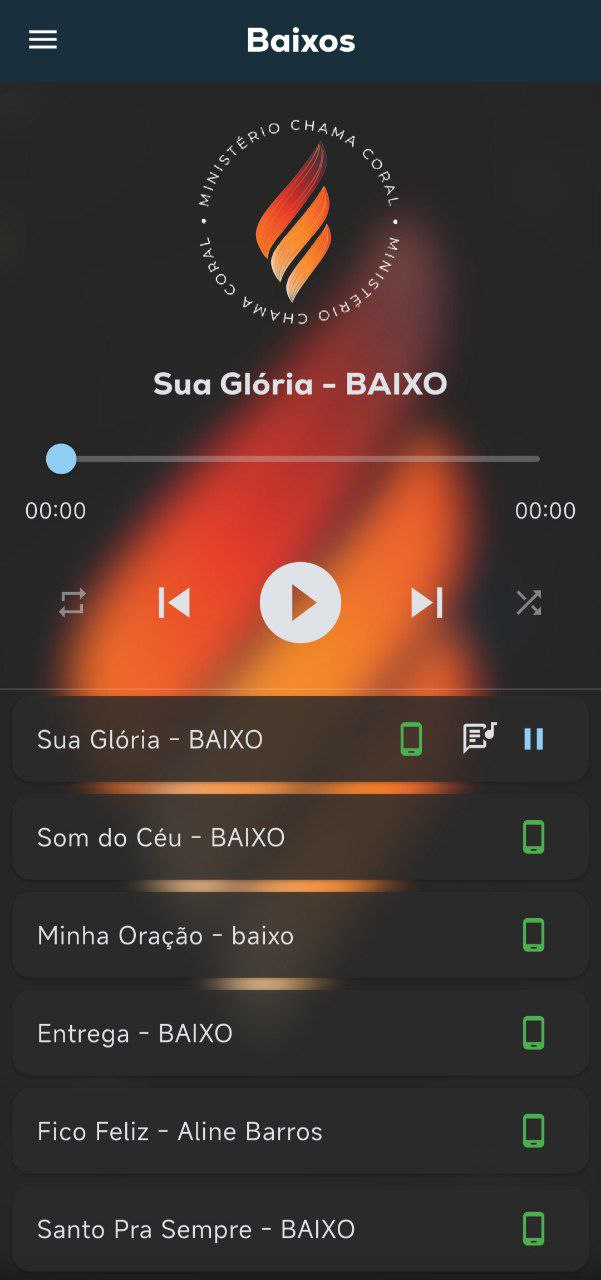 Baixos
MINISTÉRIO CHAMA CORAL • MINISTÉRIO CHAMA CORAL •
Sua Glória - BAIXO
00:00 00:00
Sua Glória - BAIXO
Som do Céu - BAIXO
Minha Oração - baixo
Entrega - BAIXO
Fico Feliz - Aline Barros
Santo Pra Sempre - BAIXO